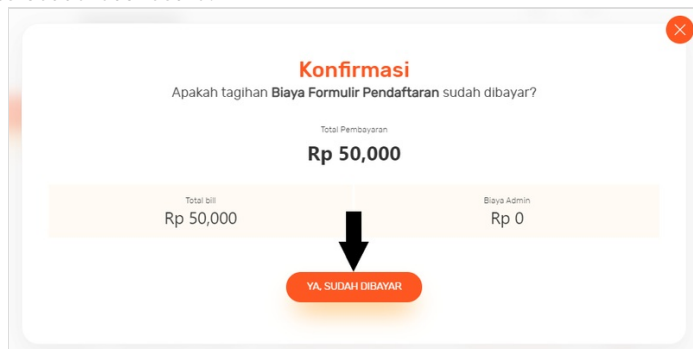 Konfirmasi
Apakah tagihan Biaya Formulir Pendaftaran sudah dibayar?
Total Pembayaran
Rp 50,000
Total bill
Rp 50,000
Biaya Admin
Rp 0
YA, SUDAH DIBAYAR